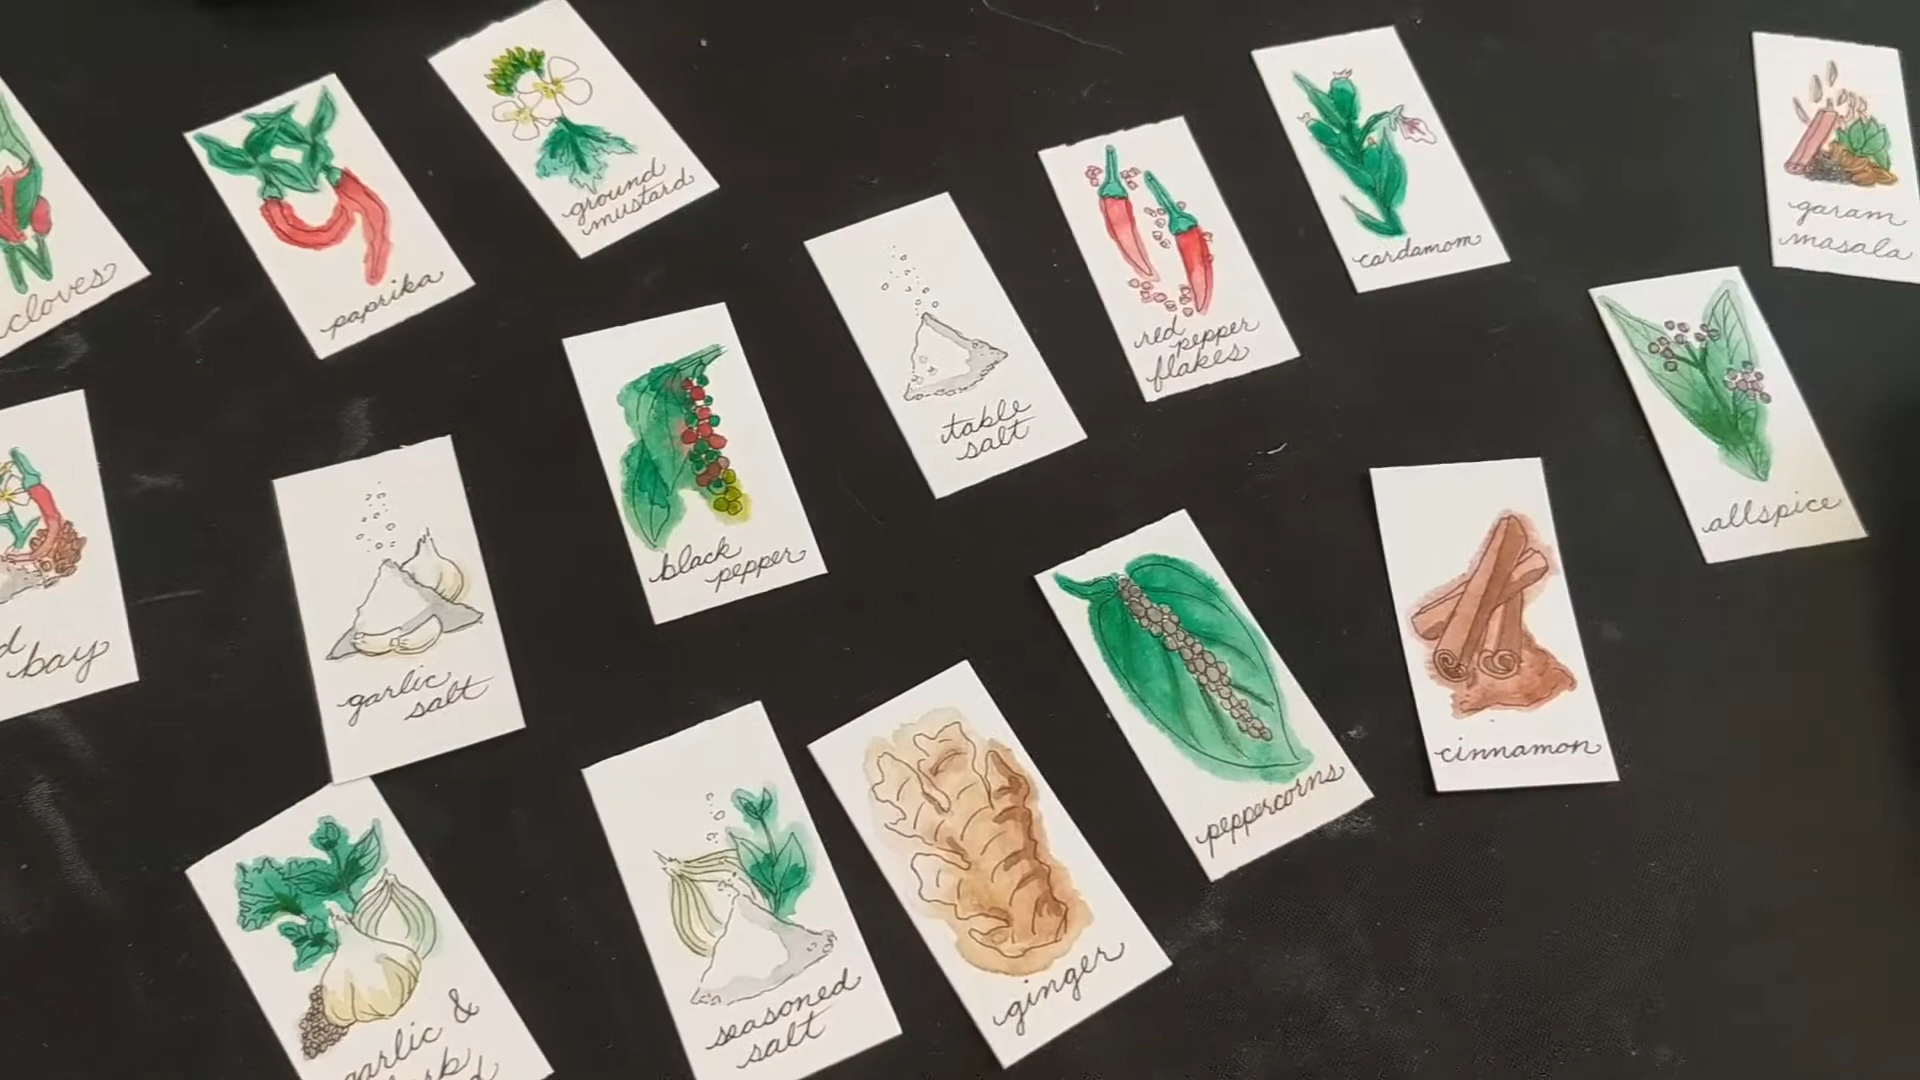 ground
mustard
paprika
cloves
cardamom
garam
masala
red
pepper
flakes
table
salt
allspice
black
pepper
bay
garlic
salt
cinnamon
peppercorns
ginger
seasoned
salt
garlic &